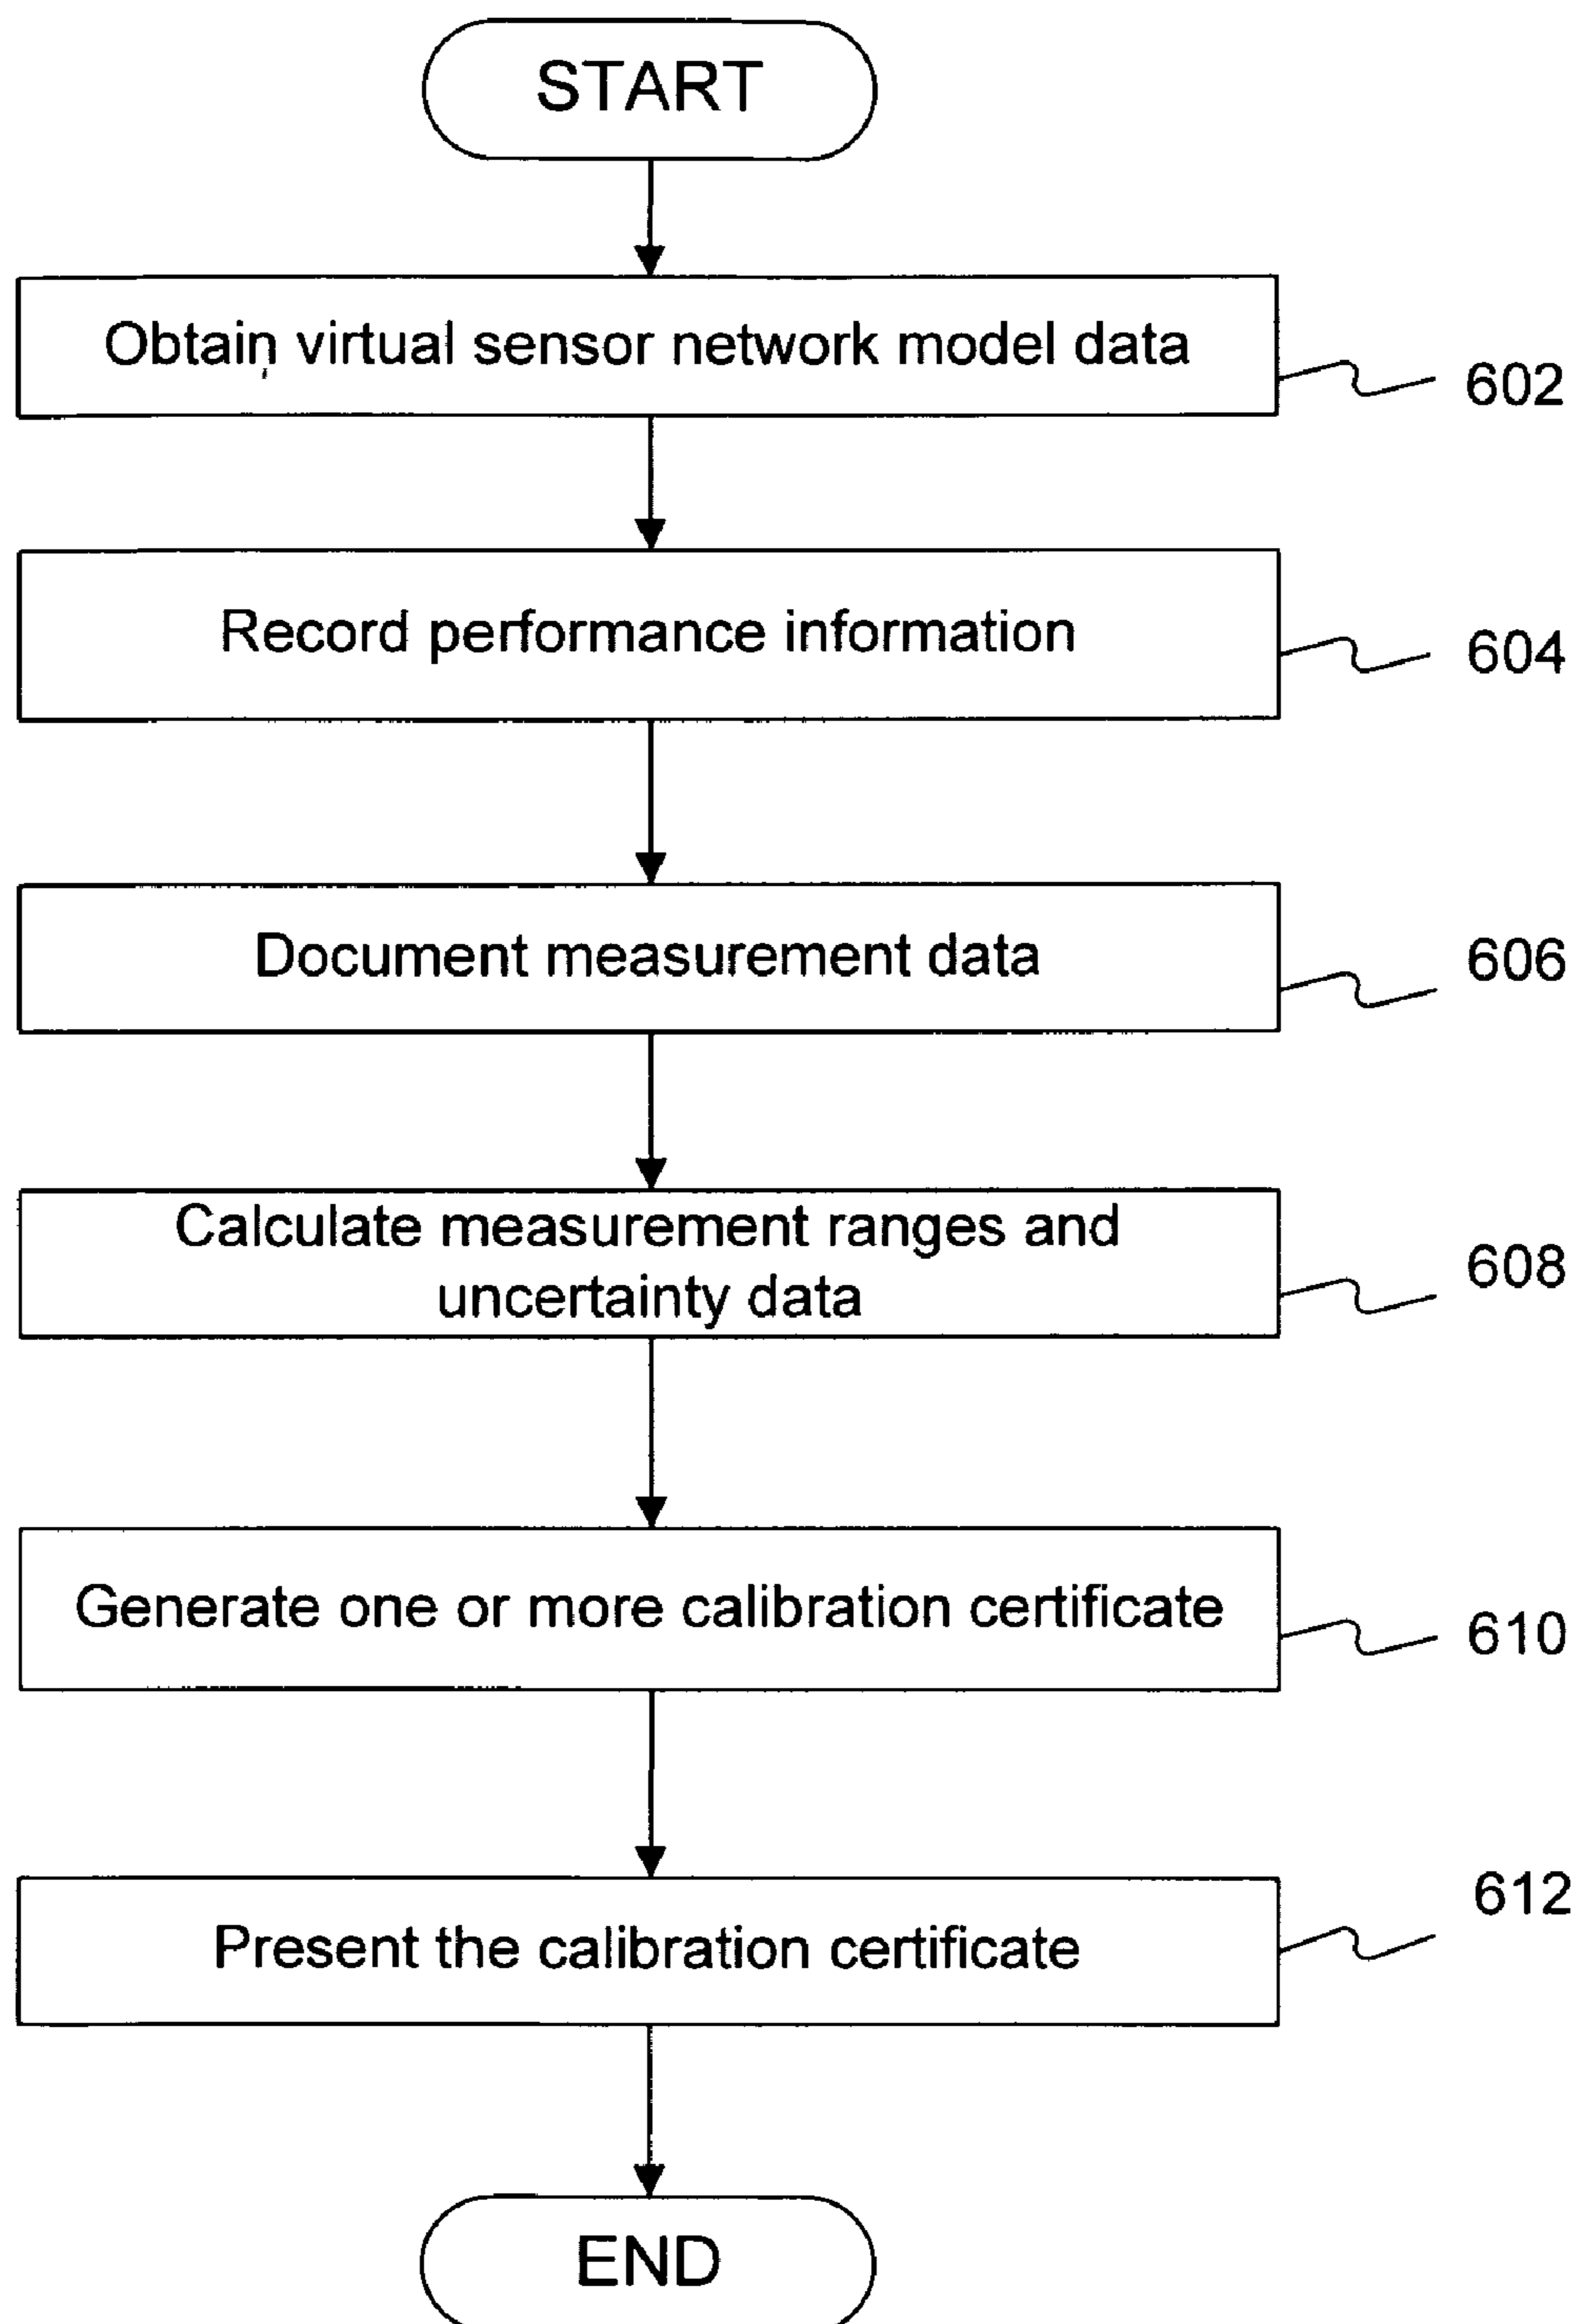 START
Obtain virtual sensor network model data
602
Record performance information
604
Document measurement data
606
Calculate measurement ranges and
uncertainty data
608
Generate one or more calibration certificate
610
Present the calibration certificate
612
END